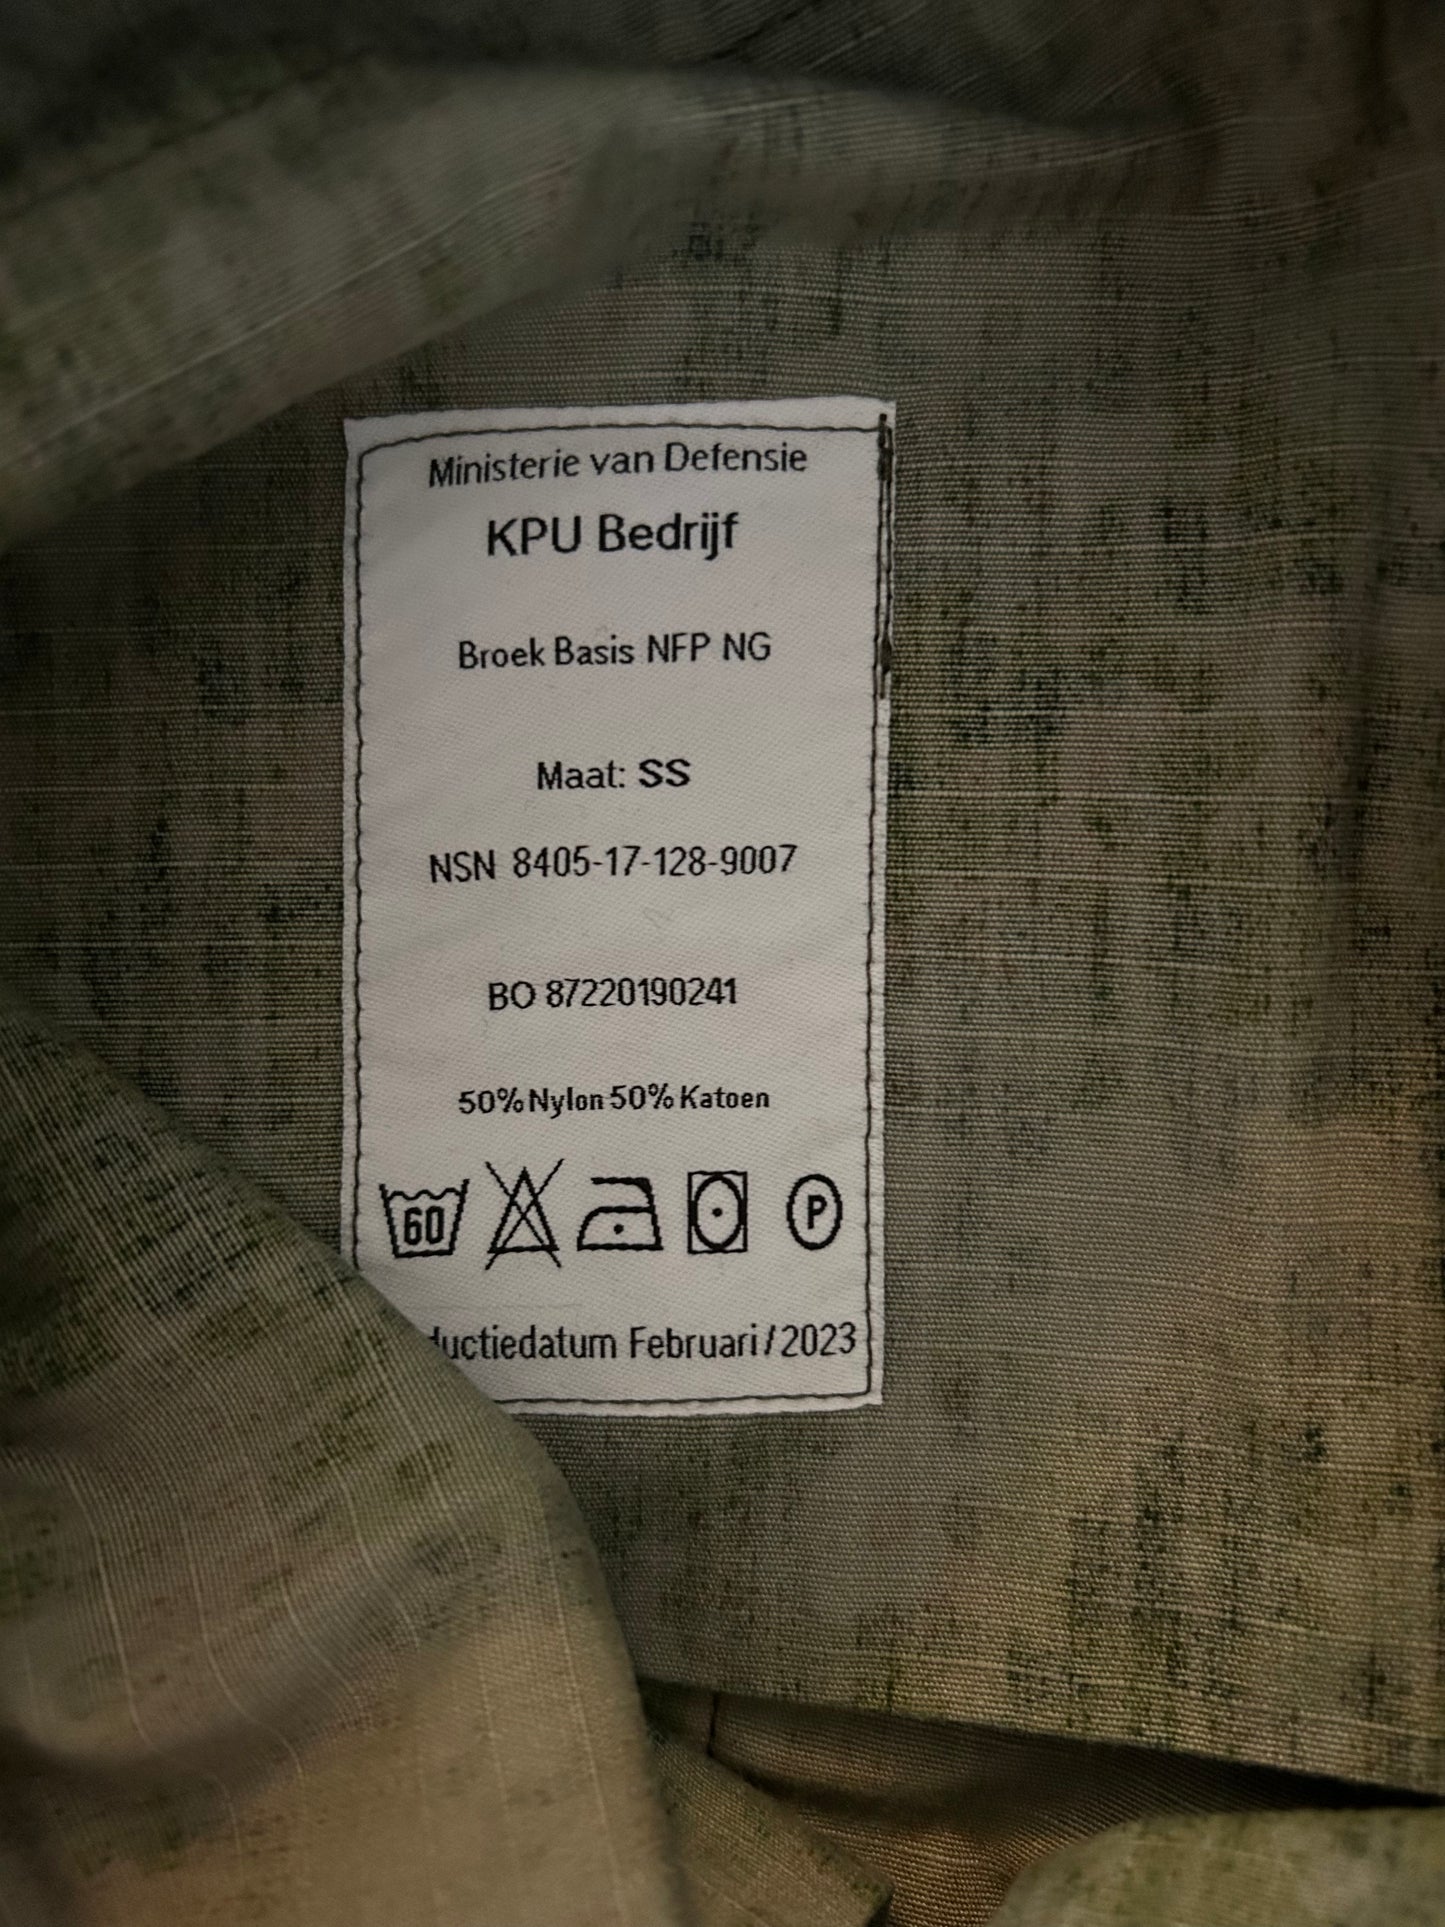 Ministerie van Defensie
KPU Bedrijf
Broek Basis NFP NG
Maat: SS
NSN 8405-17-128-9007
BO 87220190241
50% Nylon 50% Katoen
60 P
ductiedatum Februari/2023